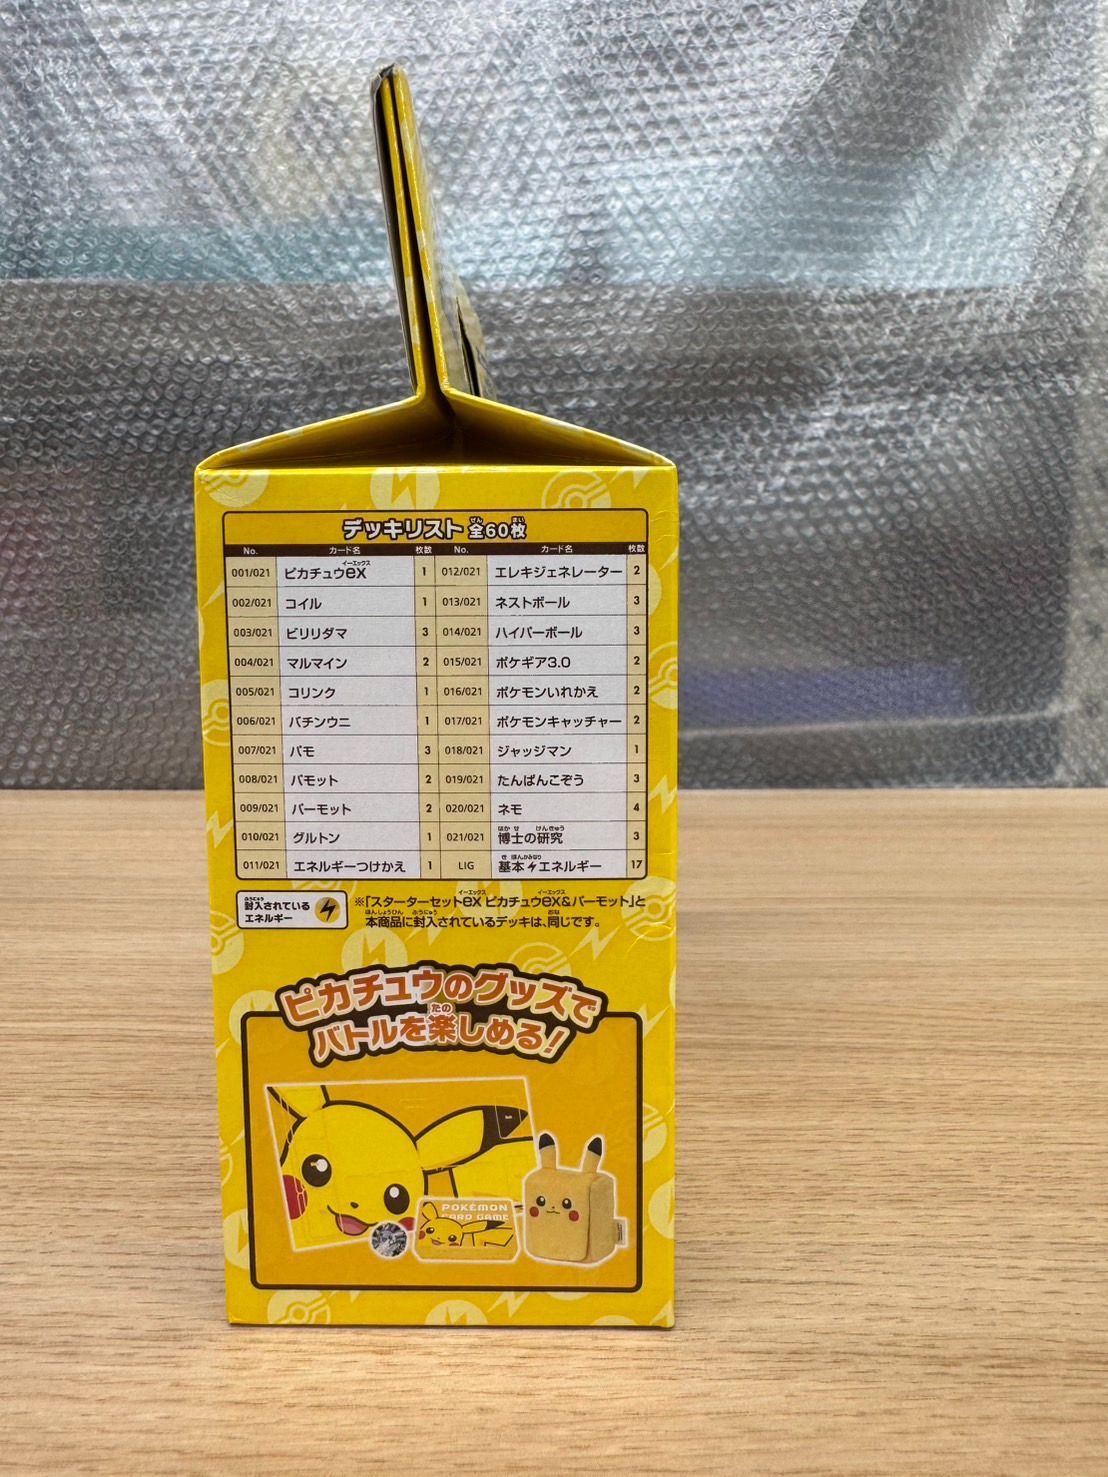 デッキリスト 全60枚
No. カード名 枚数 No. カード名 枚数
001/021 ピカチュウex 1 012/021 エレキジェネレーター 2
002/021 コイル 1 013/021 ネストボール 3
003/021 ビリリダマ 3 014/021 ハイパーボール 3
004/021 マルマイン 2 015/021 ポケギア3.0 2
005/021 コリンク 1 016/021 ポケモンいれかえ 2
006/021 バチンウニ 1 017/021 ポケモンキャッチャー 2
007/021 パモ 3 018/021 ジャッジマン 1
008/021 パモット 2 019/021 たんぱんこぞう 3
009/021 パーモット 2 020/021 ネモ 4
010/021 グルトン 1 021/021 博士の研究 3
011/021 エネルギーつけかえ 1 LIG 基本エネルギー 17
封入されている
エネルギー
※「スターターセットex ピカチュウex&パーモット」と
本商品に封入されているデッキは、同じです。
ピカチュウのグッズで
バトルを楽しめる!
POKÉMON
CARD GAME